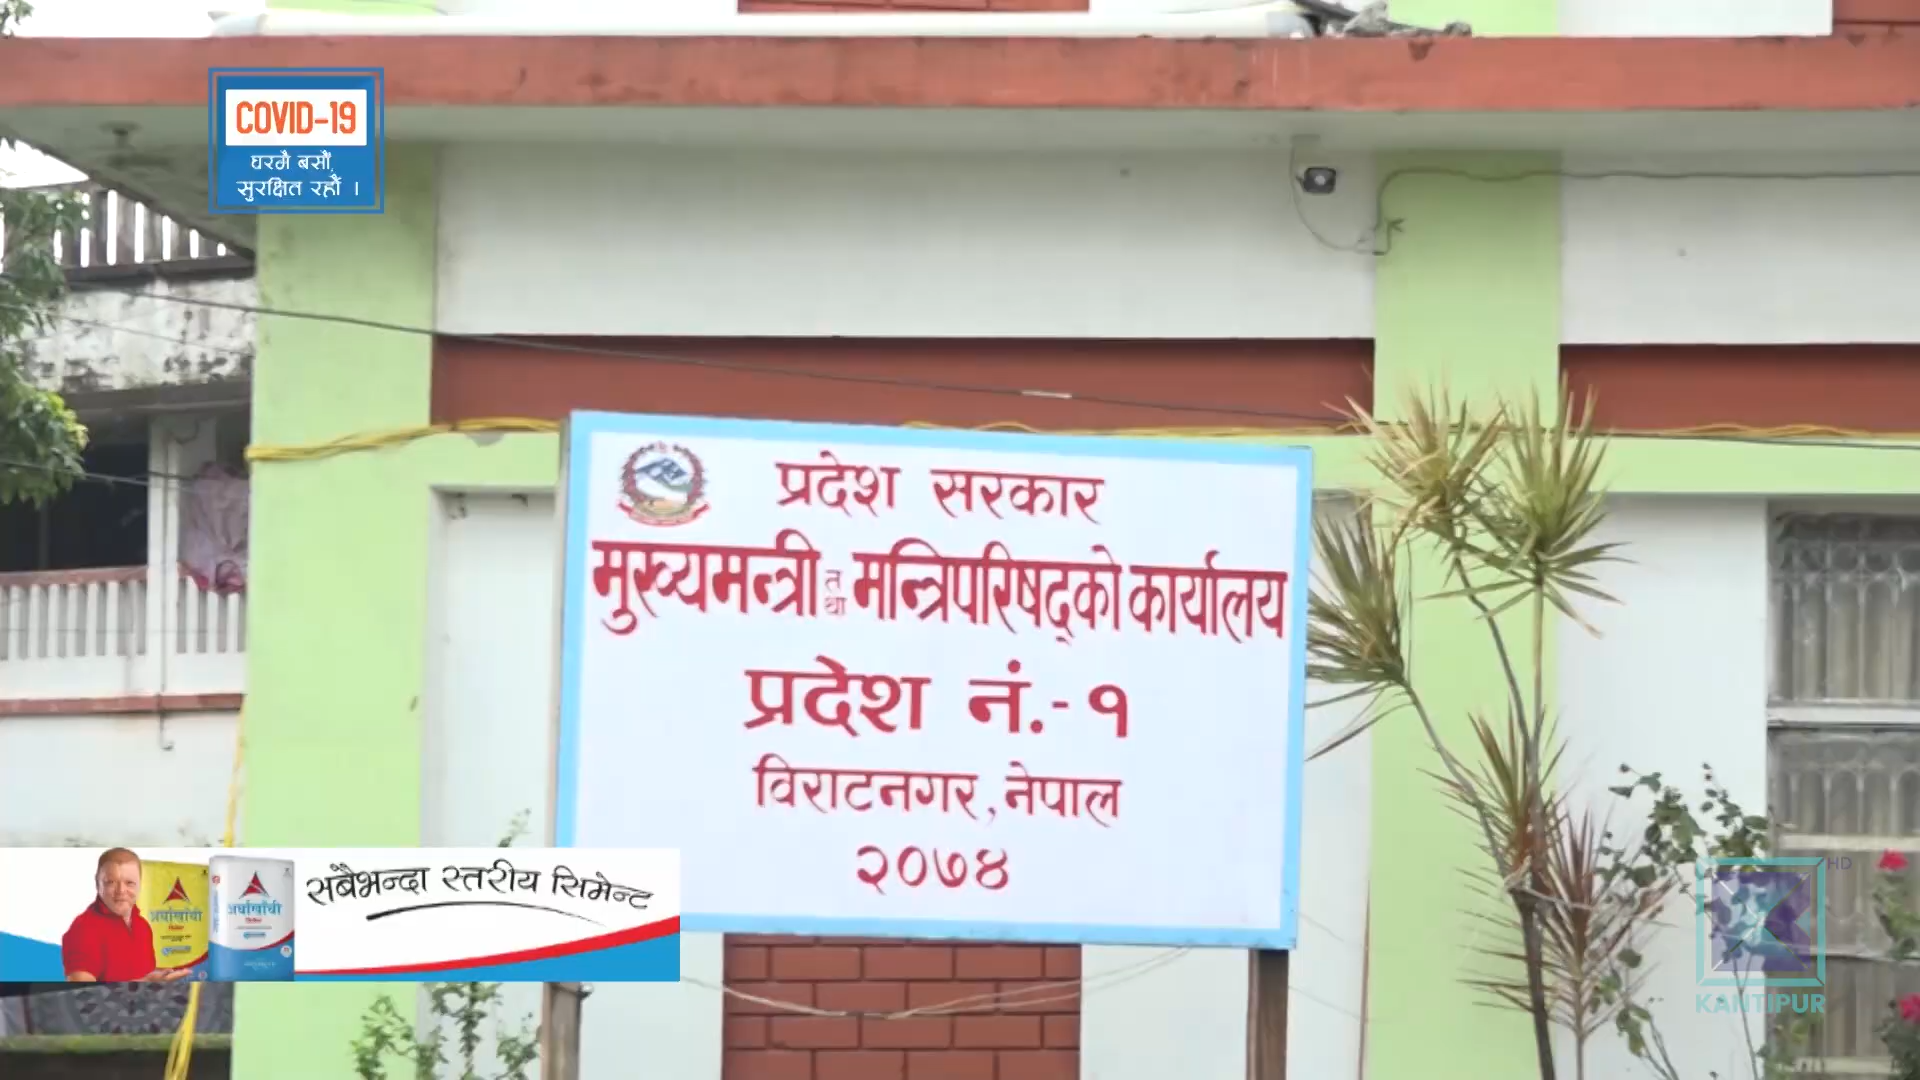 COVID-19
घरमै बसौं,
सुरक्षित रहौं ।
प्रदेश सरकार
मुख्यमन्त्री तथा मन्त्रिपरिषद्को कार्यालय
प्रदेश नं.- १
विराटनगर, नेपाल
२०७४
सबैभन्दा स्तरीय सिमेन्ट
अर्घाखाँची
अर्घाखाँची
HD
KANTIPUR